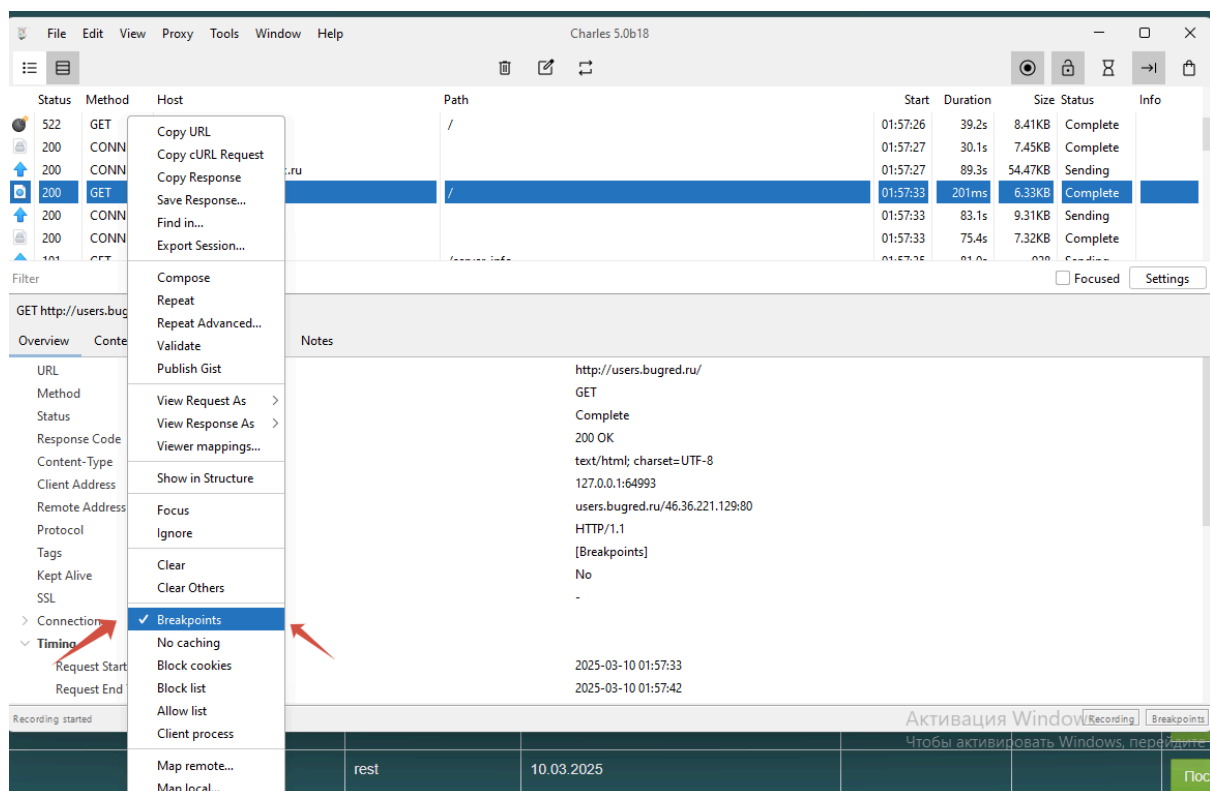 File Edit View Proxy Tools Window Help Charles 5.0b18
Status Method Host Path Start Duration Size Status Info
522 GET / 01:57:26 39.2s 8.41KB Complete
200 CONN 01:57:27 30.1s 7.45KB Complete
200 CONN .ru 01:57:27 89.3s 54.47KB Sending
200 GET / 01:57:33 201ms 6.33KB Complete
200 CONN 01:57:33 83.1s 9.31KB Sending
200 CONN 01:57:33 75.4s 7.32KB Complete
Filter Focused Settings
GET http://users.bug
Overview Conte Notes
URL http://users.bugred.ru/
Method GET
Status Complete
Response Code 200 OK
Content-Type text/html; charset=UTF-8
Client Address 127.0.0.1:64993
Remote Address users.bugred.ru/46.36.221.129:80
Protocol HTTP/1.1
Tags [Breakpoints]
Kept Alive No
SSL -
Connection
Timing
Request Start 2025-03-10 01:57:33
Request End 2025-03-10 01:57:42
Copy URL
Copy cURL Request
Copy Response
Save Response...
Find in...
Export Session...
Compose
Repeat
Repeat Advanced...
Validate
Publish Gist
View Request As
View Response As
Viewer mappings...
Show in Structure
Focus
Ignore
Clear
Clear Others
Breakpoints
No caching
Block cookies
Block list
Allow list
Client process
Map remote...
Map local...
Recording started Recording Breakpoints
Активация Window
Чтобы активировать Windows, перейдите
rest 10.03.2025 Пос